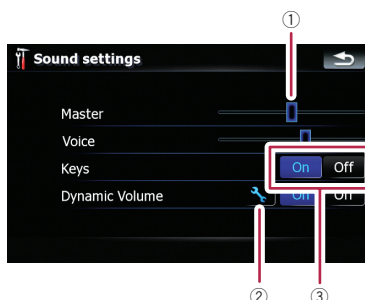 ①
Sound settings
Master
Voice
Keys On Off
Dynamic Volume On Off
② ③